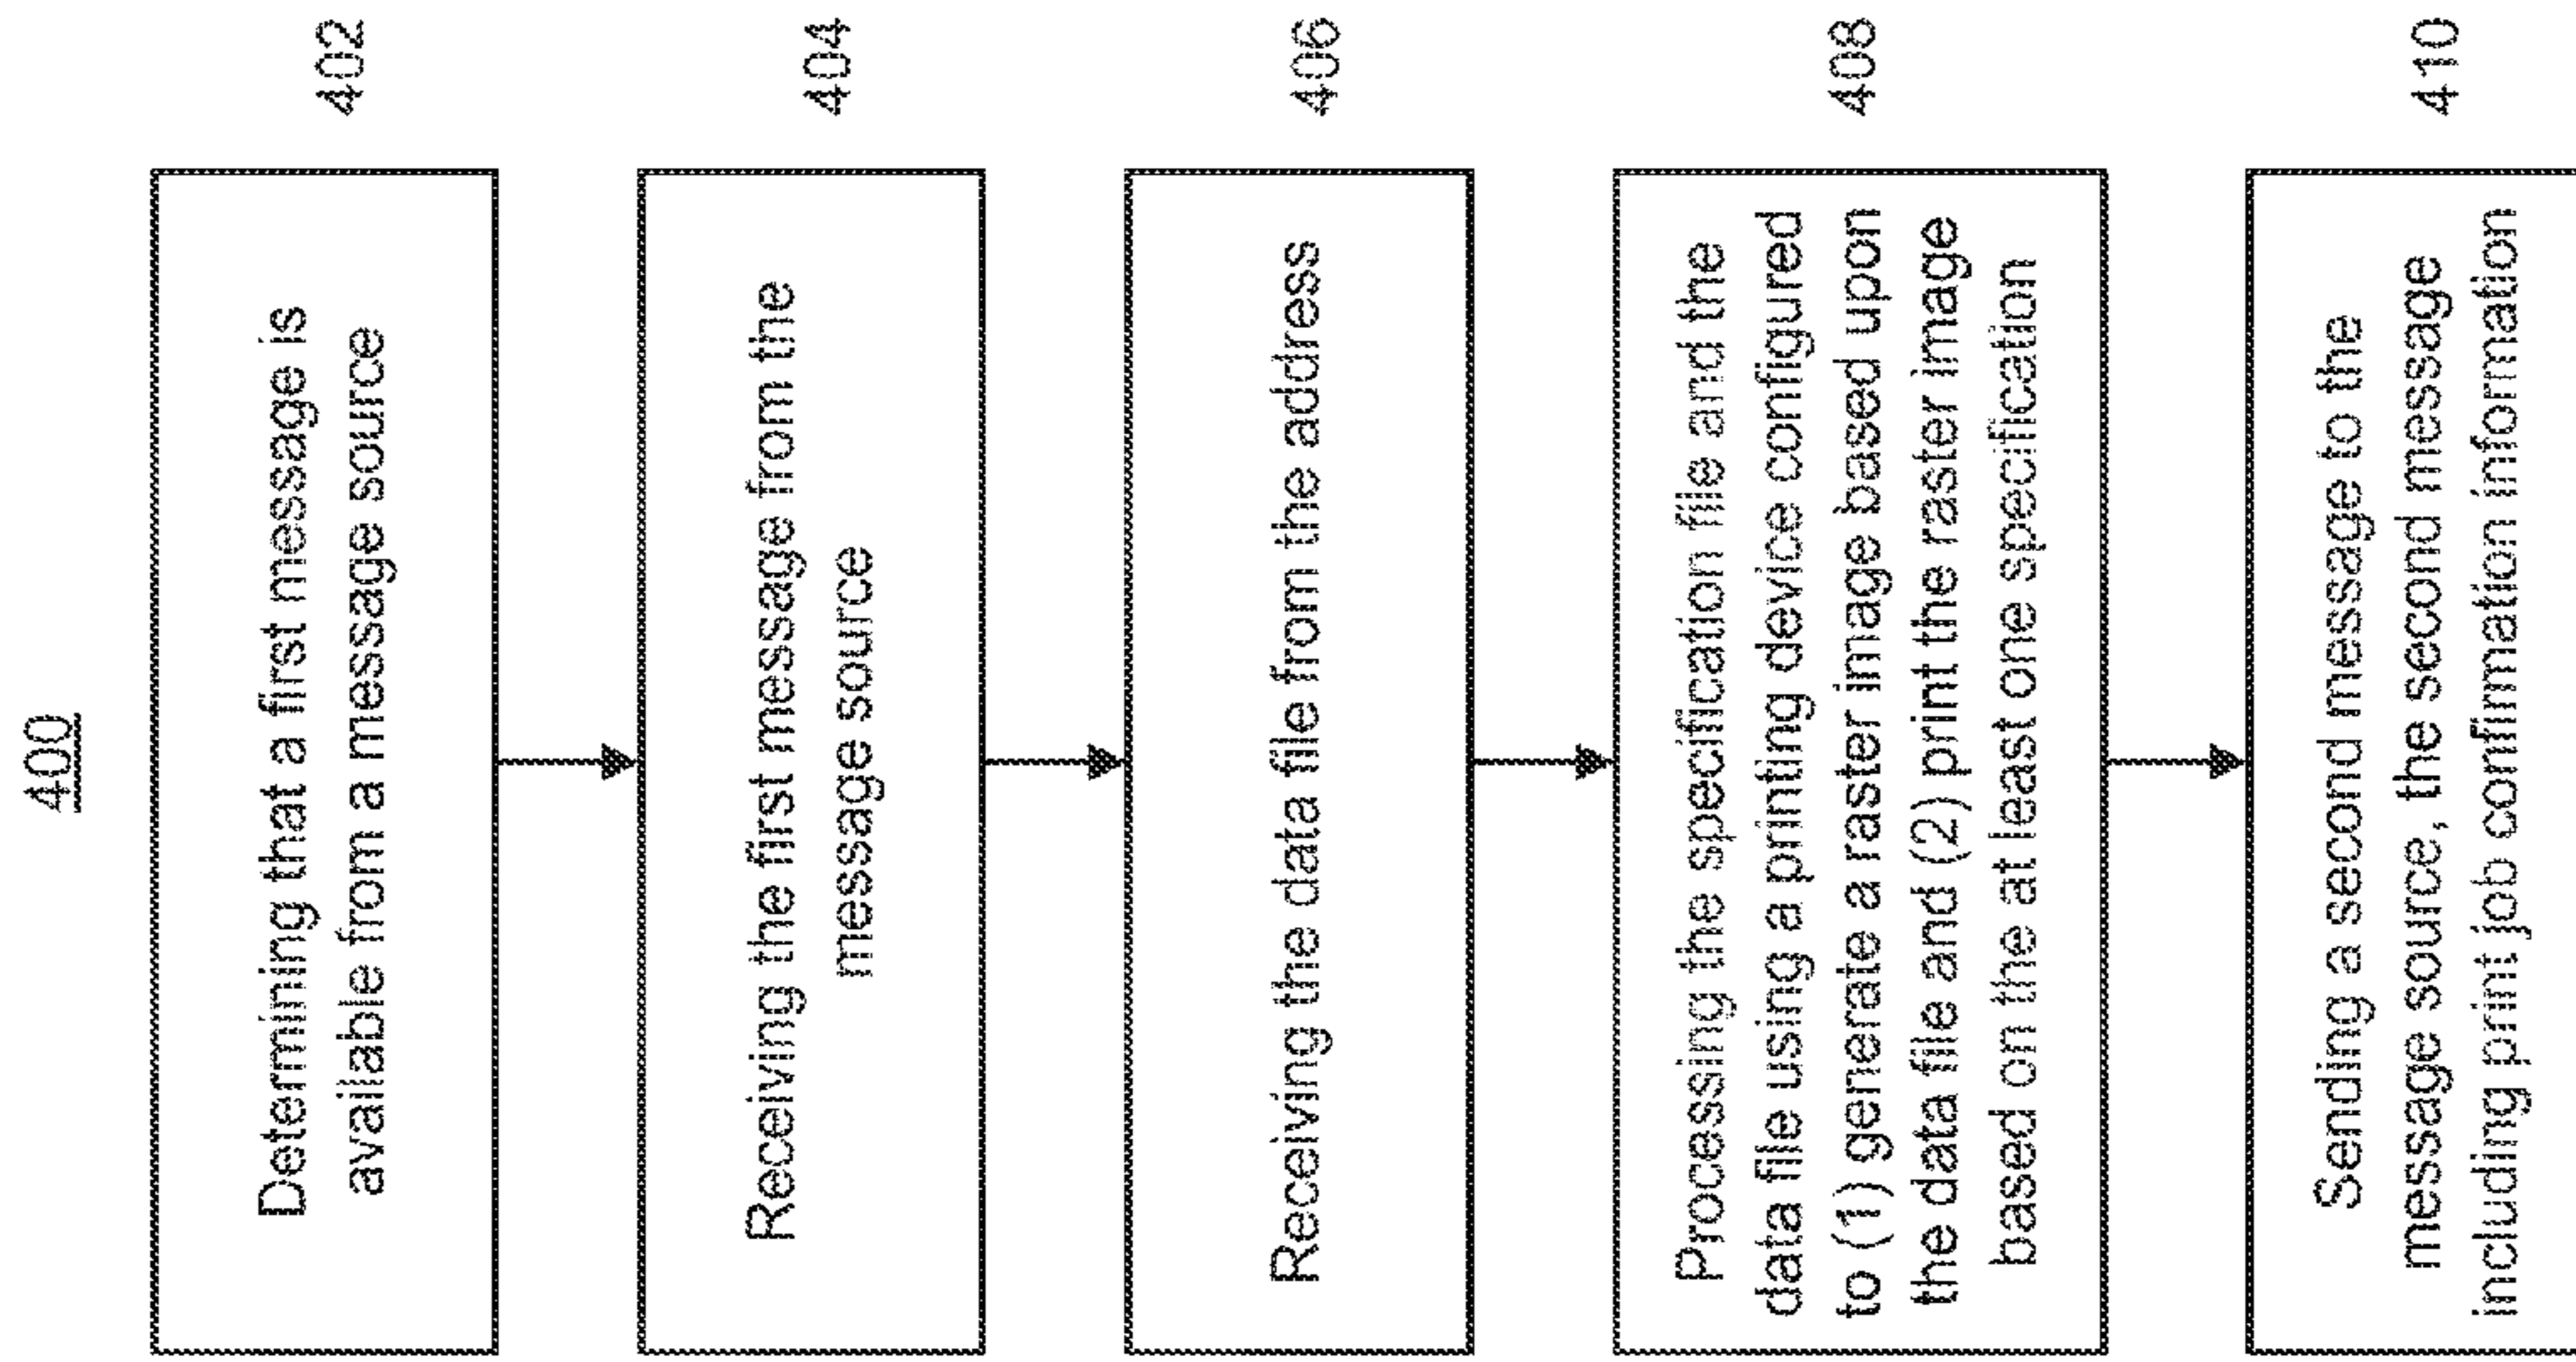 400
Determining that a first message is
available from a message source
402
Receiving the first message from the
message source
404
Receiving the data file from the address
406
Processing the specification file and the
data file using a printing device configured
to (1) generate a raster image based upon
the data file and (2) print the raster image
based on the at least one specification
408
Sending a second message to the
message source, the second message
including print job confirmation information
410